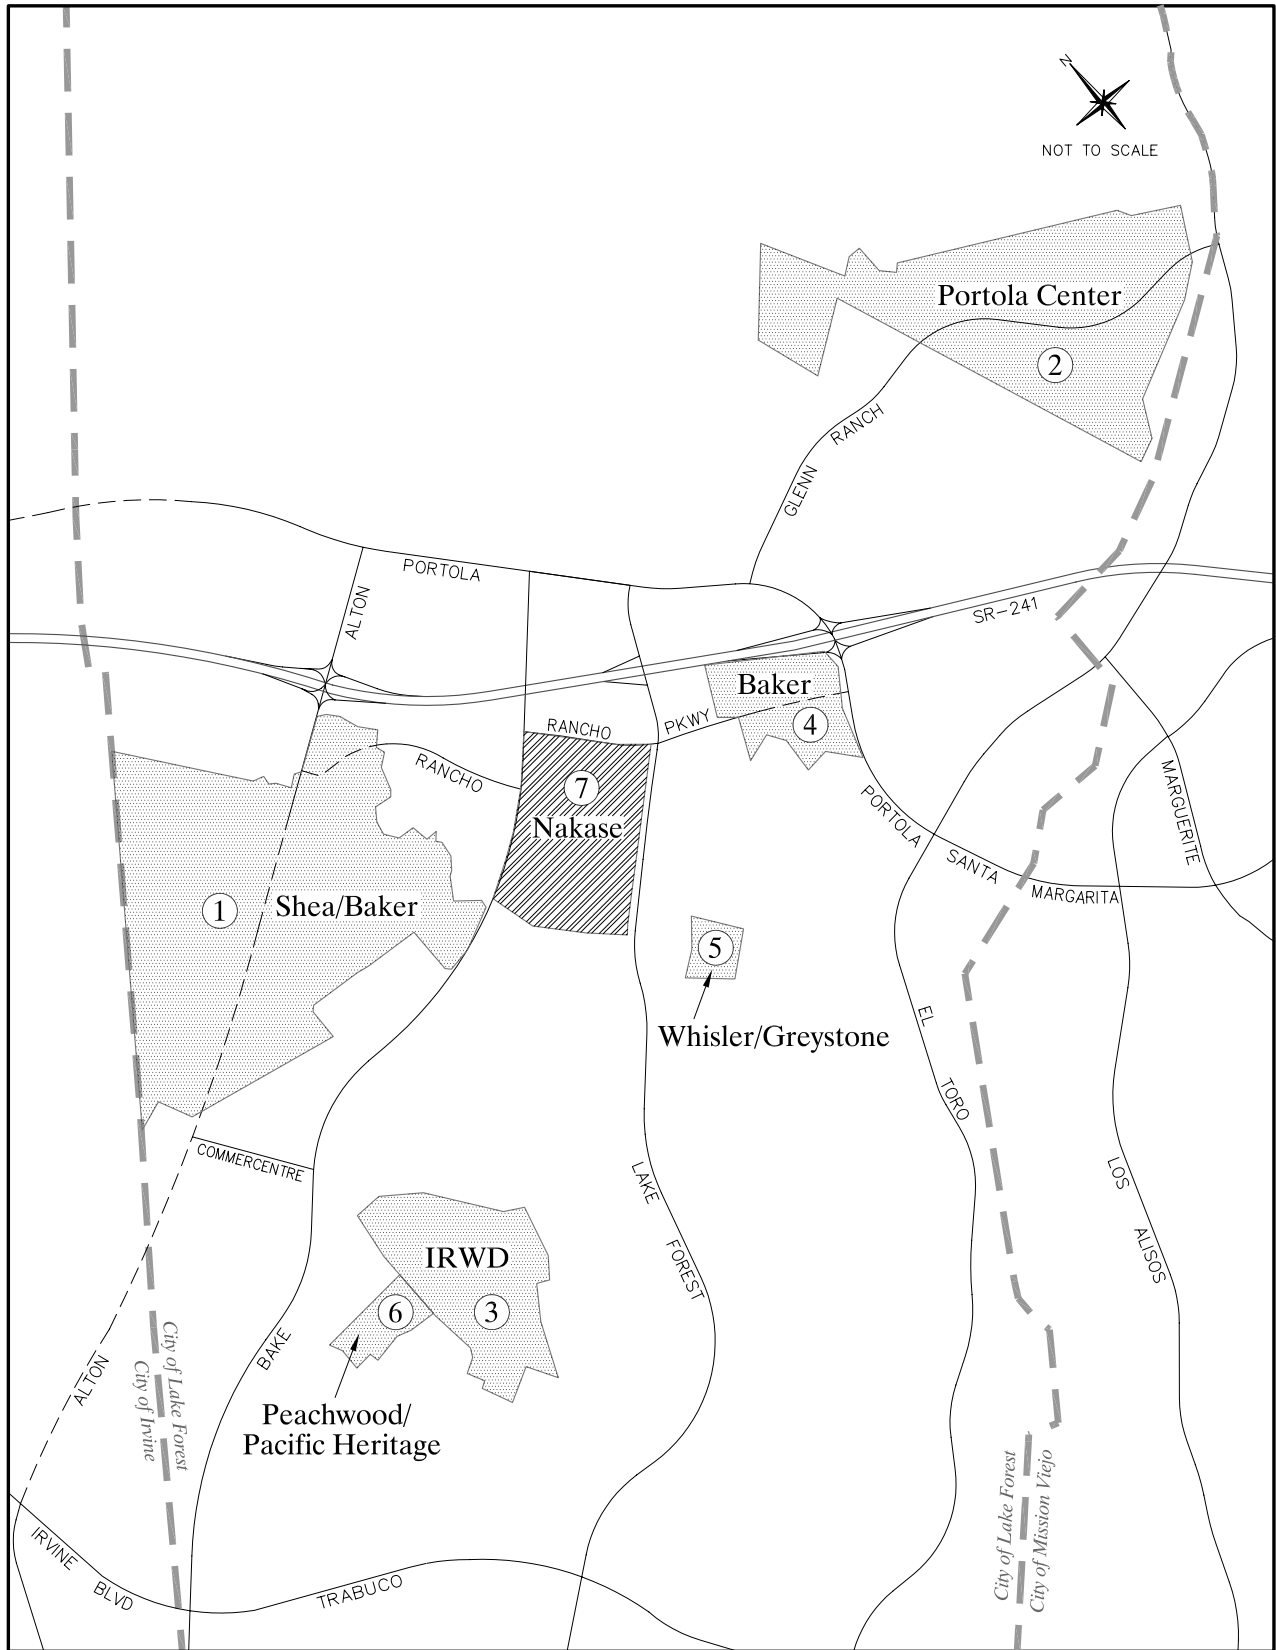 N
NOT TO SCALE
Portola Center
2
GLENN
RANCH
PORTOLA
ALTON
SR-241
Baker
4
RANCHO
PKWY
RANCHO
7
Nakase
PORTOLA
MARGUERITE
SANTA
MARGARITA
1
Shea/Baker
5
Whisler/Greystone
EL
TORO
COMMERCENTRE
LAKE
FOREST
LOS
ALISOS
IRWD
6
3
BAKE
ALTON
City of Lake Forest
City of Irvine
Peachwood/
Pacific Heritage
City of Lake Forest
City of Mission Viejo
IRVINE
BLVD
TRABUCO